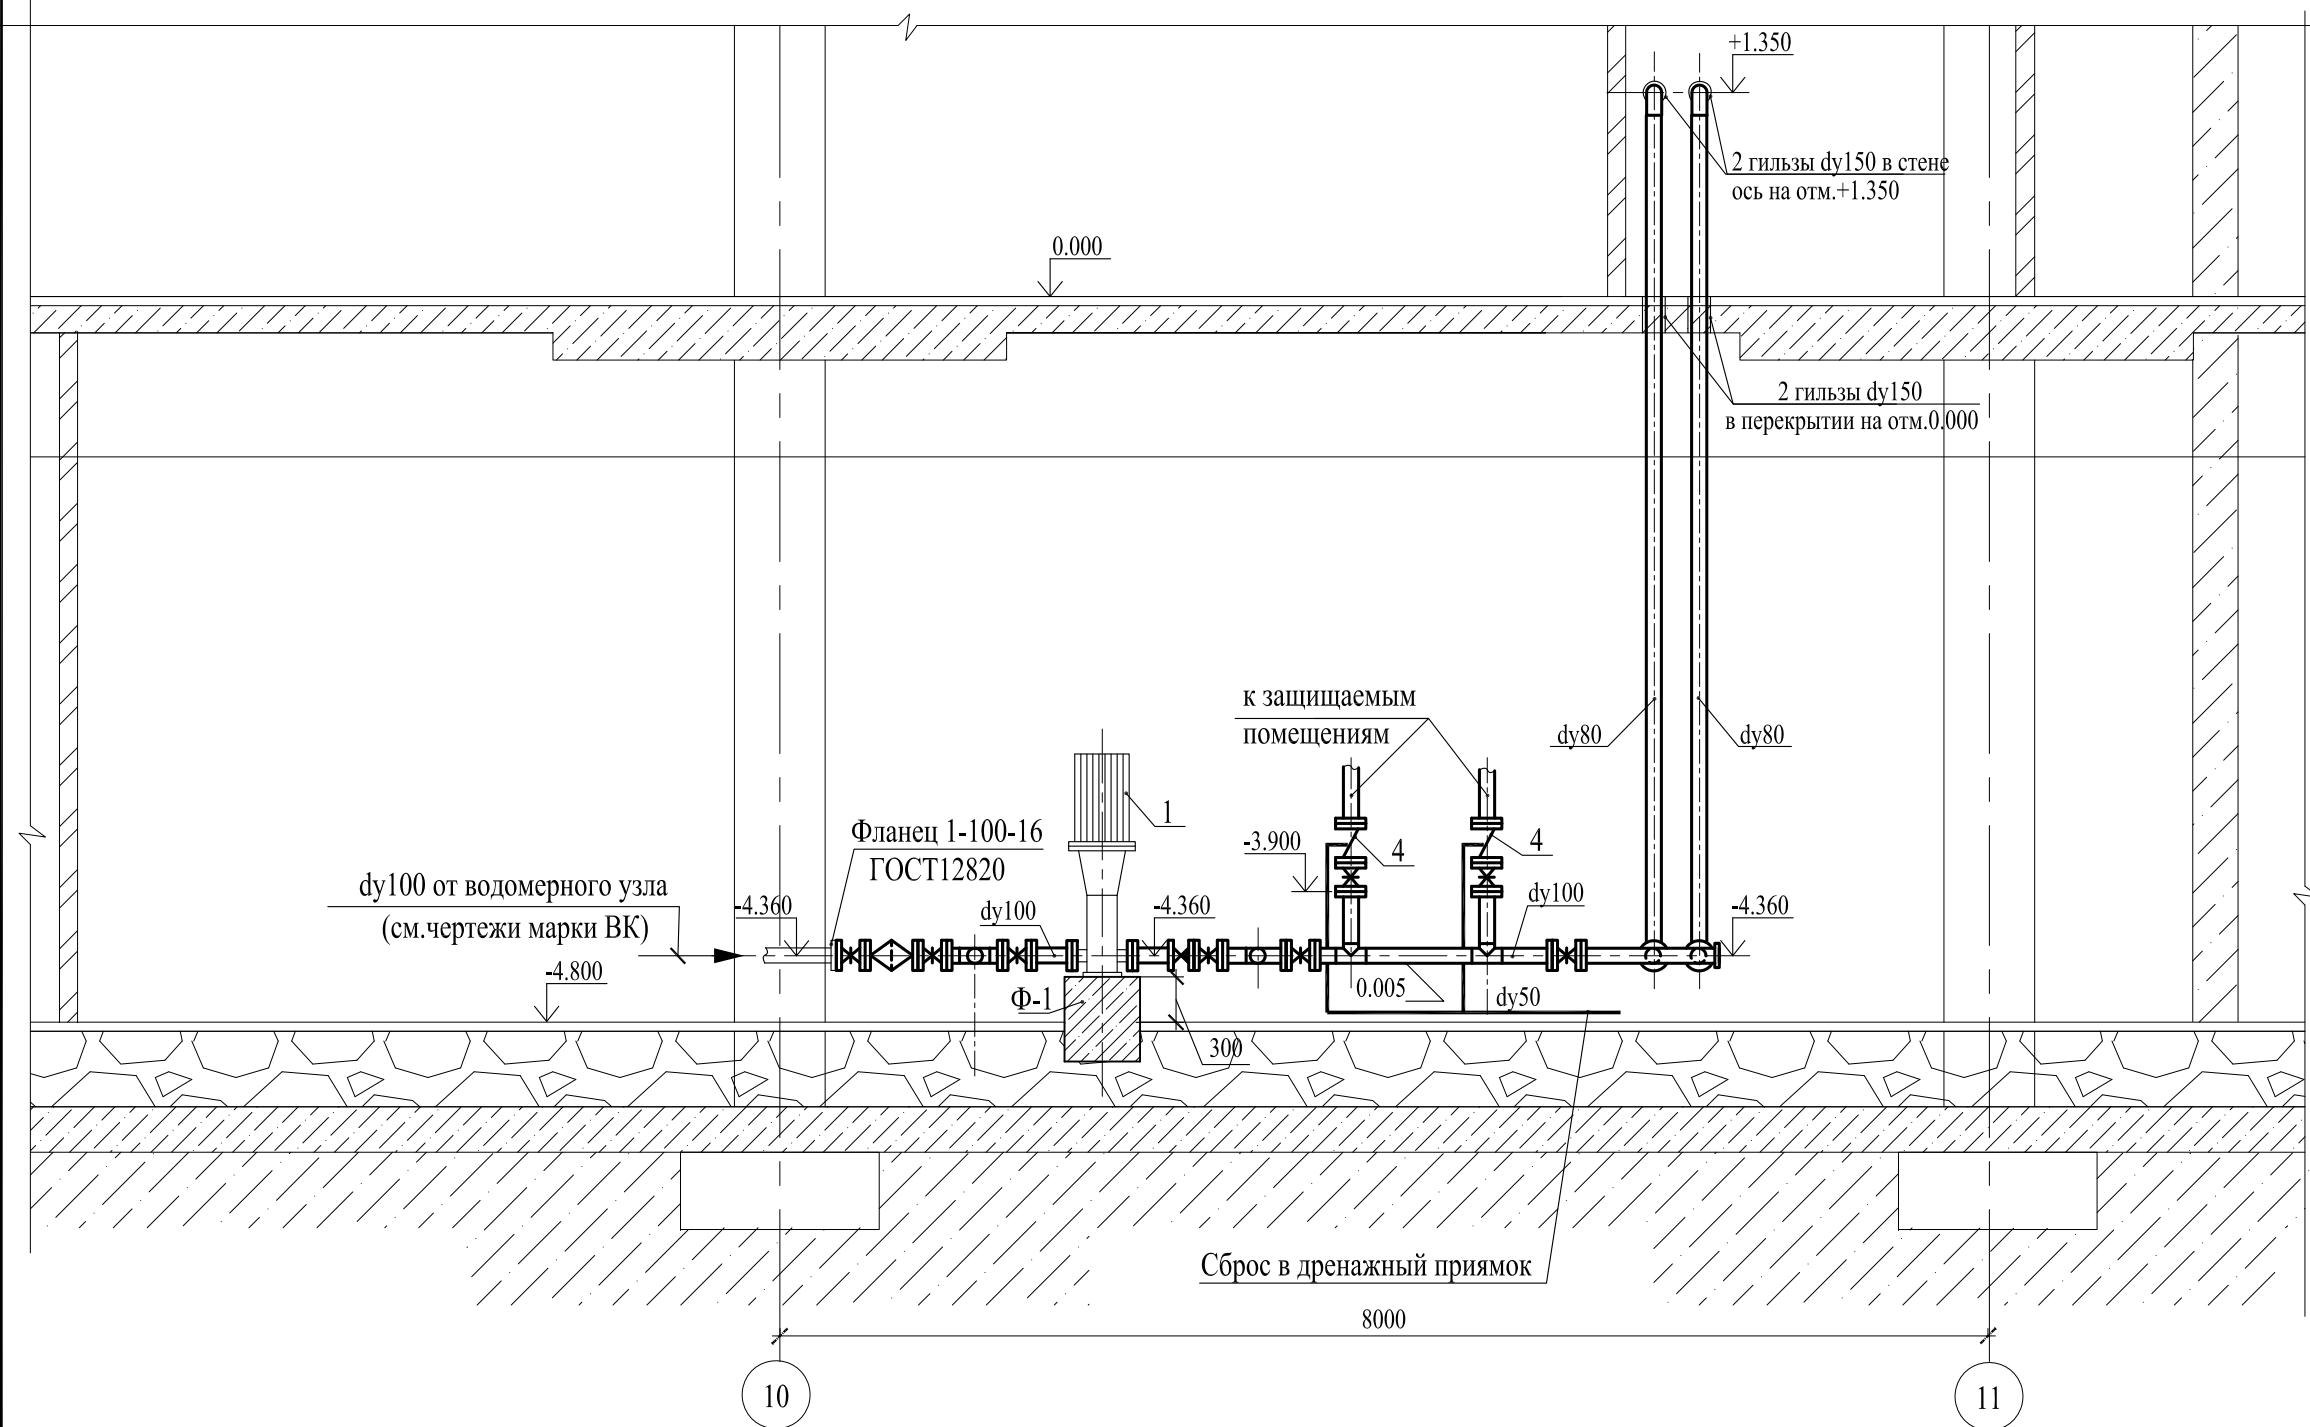 +1.350
2 гильзы dy150 в стене
ось на отм.+1.350
0.000
2 гильзы dy150
в перекрытии на отм.0.000
к защищаемым
помещениям
dy80
dy80
1
Фланец 1-100-16
ГОСТ12820
-3.900
4
4
dy100 от водомерного узла
(см.чертежи марки ВК)
-4.360
dy100
-4.360
dy100
-4.360
-4.800
Ф-1
0.005
dy50
300
Сброс в дренажный приямок
8000
10
11